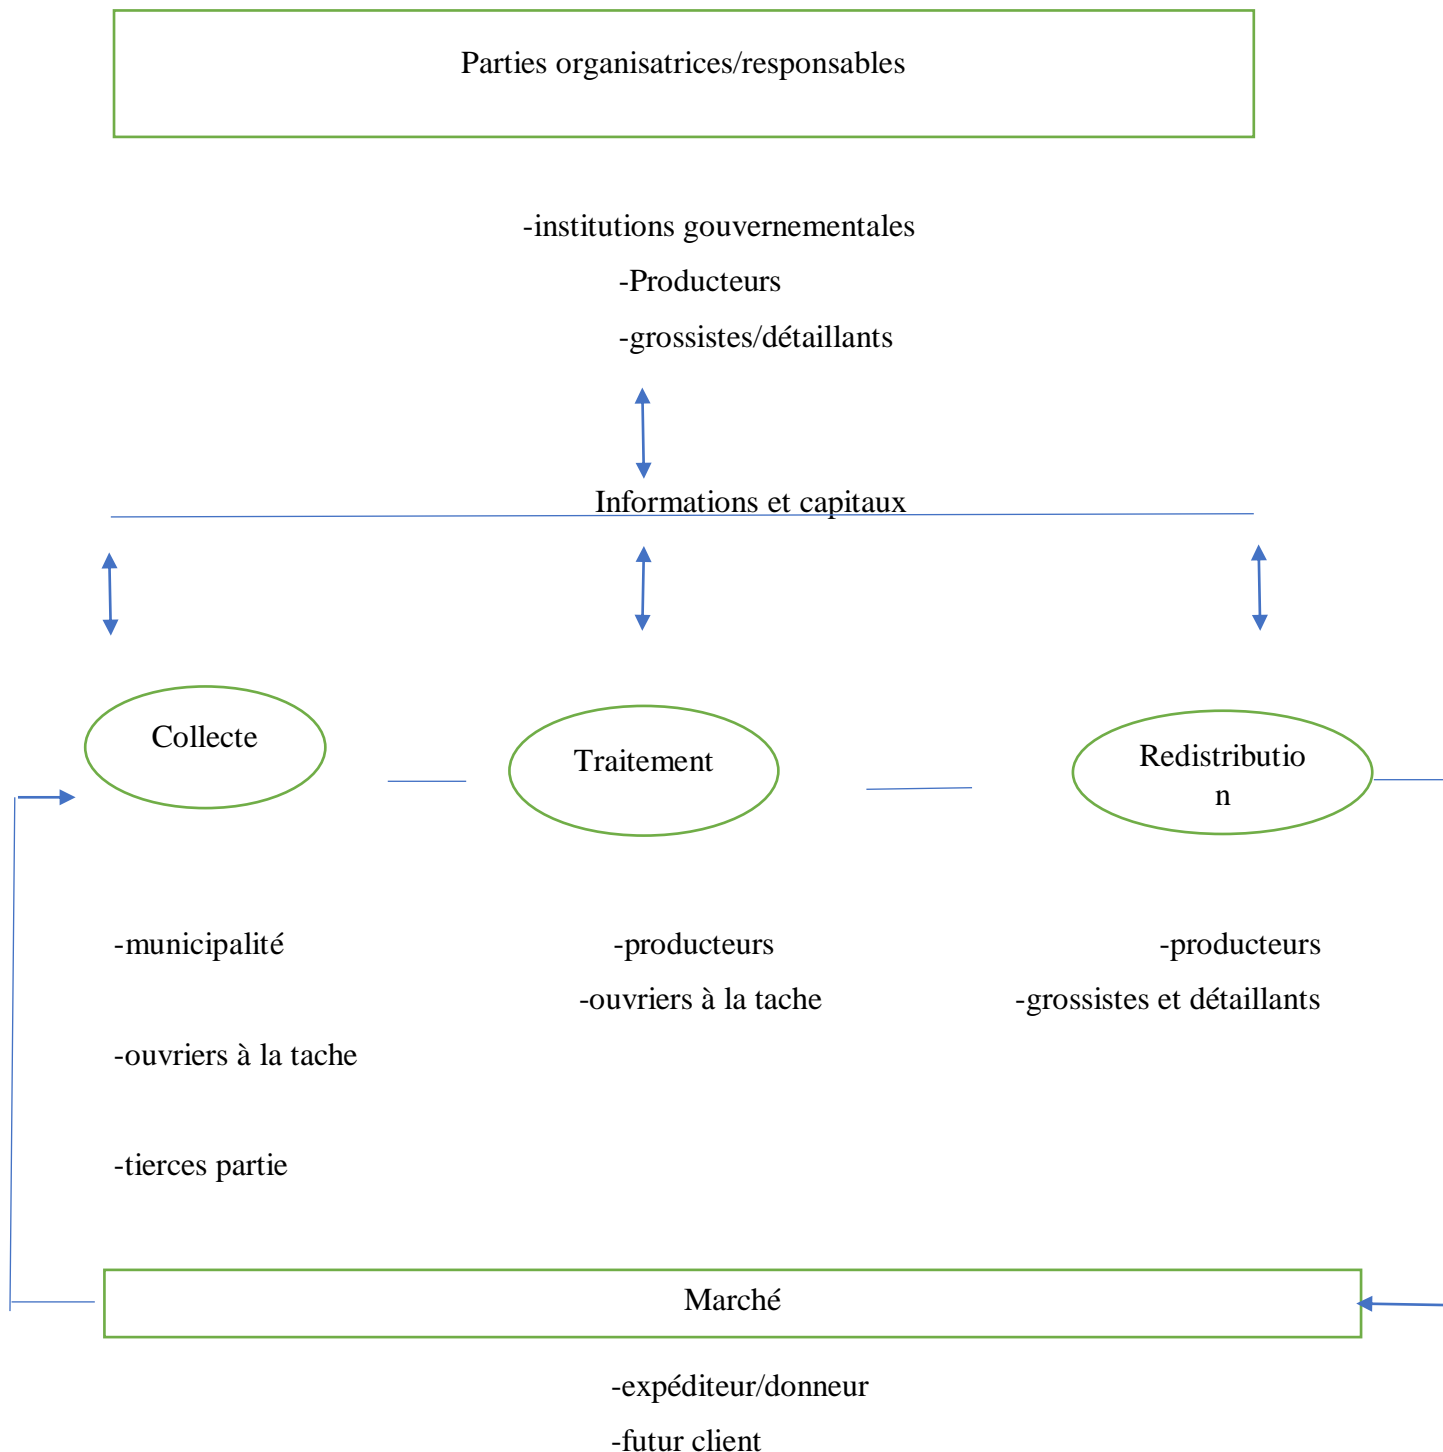 Parties organisatrices/responsables
-institutions gouvernementales
-Producteurs
-grossistes/détaillants
Informations et capitaux
Collecte
Traitement
Redistributio
n
-municipalité
-ouvriers à la tache
-tierces partie
-producteurs
-ouvriers à la tache
-producteurs
-grossistes et détaillants
Marché
-expéditeur/donneur
-futur client